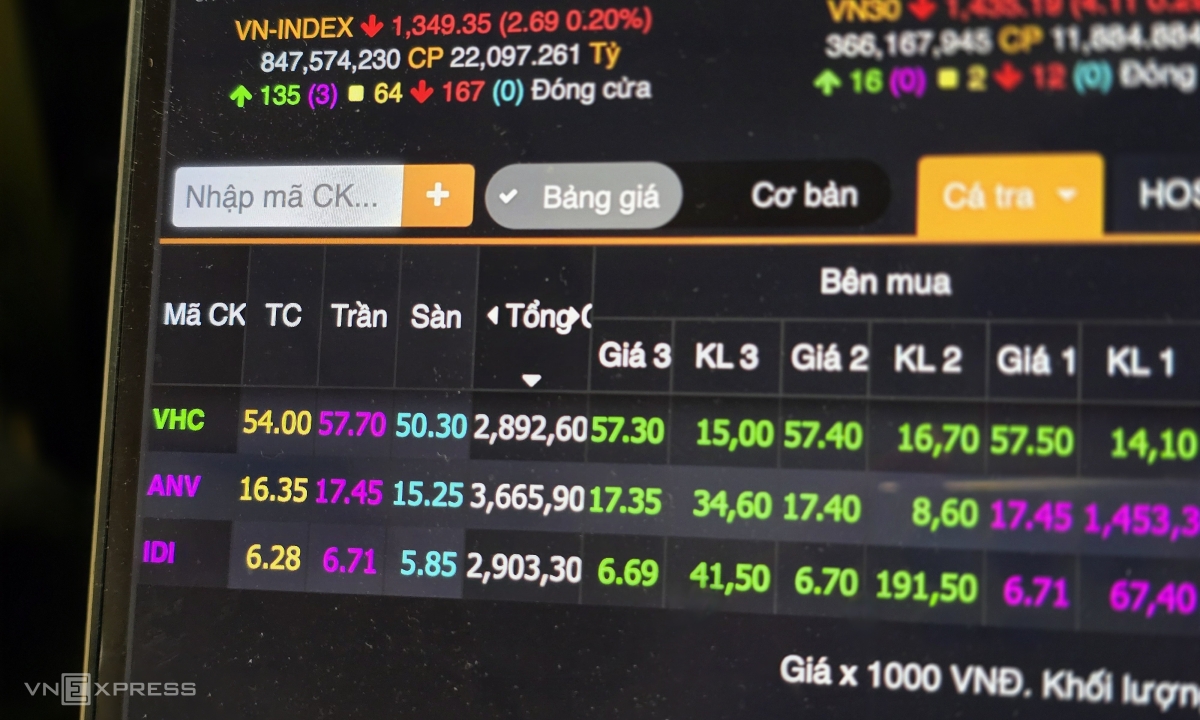 VN-INDEX 1,349.35 (2.69 0.20%)
847,574,230 CP 22,097.261 Tỷ
135 (3) 64 167 (0) Đóng cửa
VN30
366,167,945 CP
16 (0) 2 12 (0) Đóng
Nhập mã CK... + Bảng giá Cơ bản Cá tra HOS
Bên mua
Mã CK TC Trần Sàn Tổng
Giá 3 KL 3 Giá 2 KL 2 Giá 1 KL 1
VHC 54.00 57.70 50.30 2,892,60 57.30 15,00 57.40 16,70 57.50 14,10
ANV 16.35 17.45 15.25 3,665,90 17.35 34,60 17.40 8,60 17.45 1,453,3
IDI 6.28 6.71 5.85 2,903,30 6.69 41,50 6.70 191,50 6.71 67,40
Giá x 1000 VNĐ. Khối lượn
VNEXPRESS